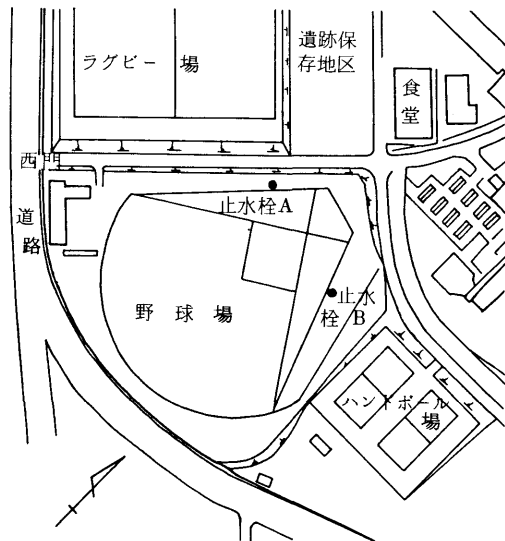 ラグビー場
遺跡保
存地区
食
堂
西門
止水栓A
道
路
野球場
止水
栓B
ハンドボール
場